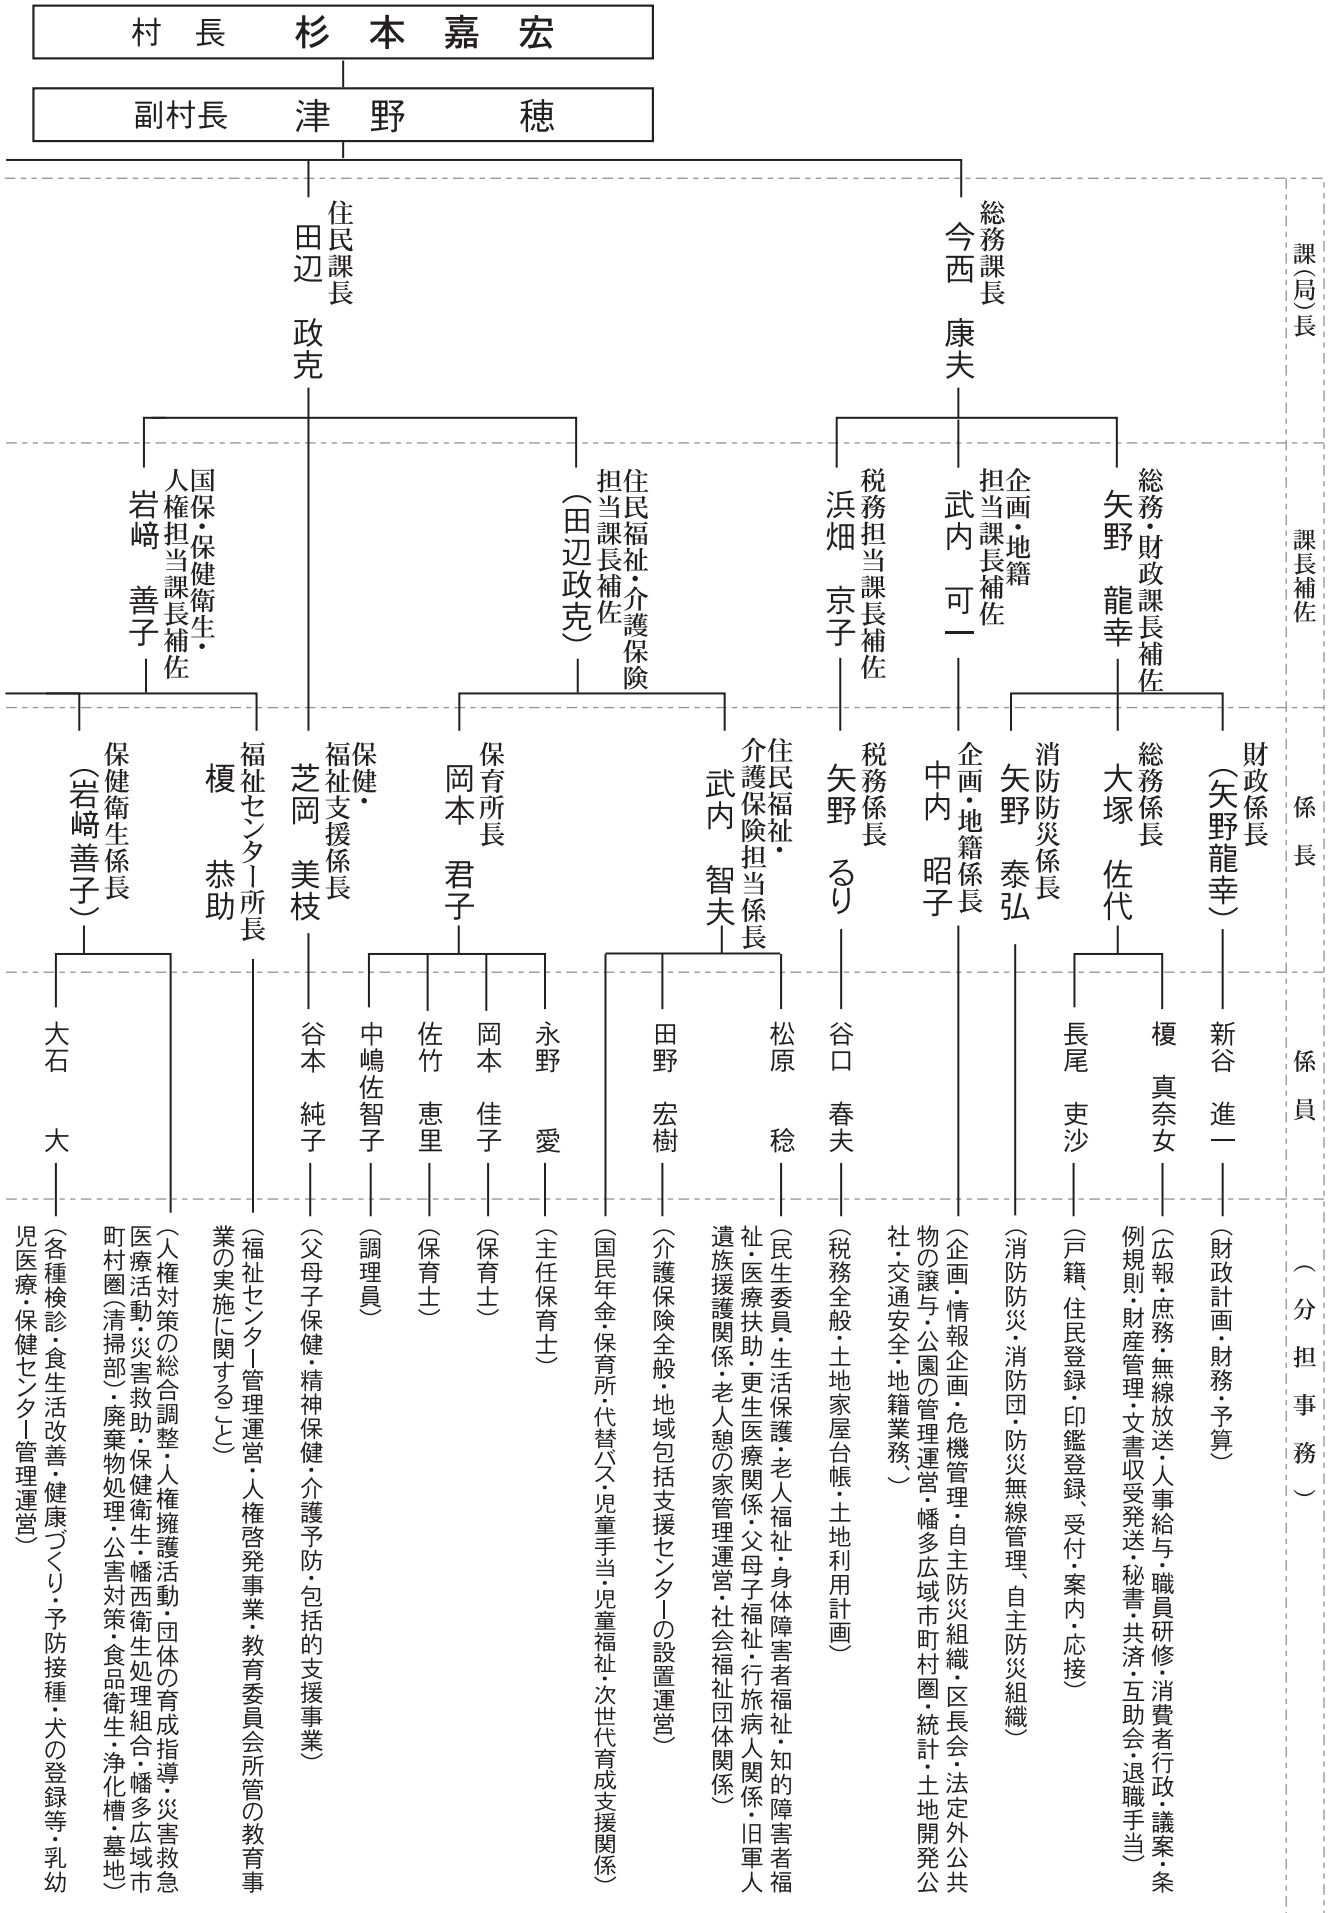 村　長　杉　本　嘉　宏
副村長　津　野　　穂
課（局）長
総務課長
今西　康夫
住民課長
田辺　政克
課長補佐
総務・財政課長補佐
矢野　龍幸
企画・地籍
担当課長補佐
武内　可一
税務担当課長補佐
浜畑　京子
住民福祉・介護保険
担当課長補佐
（田辺政克）
国保・保健衛生・
人権担当課長補佐
岩﨑　善子
係　長
財政係長
（矢野龍幸）
総務係長
大塚　佐代
消防防災係長
矢野　泰弘
企画・地籍係長
中内　昭子
税務係長
矢野　るり
住民福祉・
介護保険担当係長
武内　智夫
保育所長
岡本　君子
保健・
福祉支援係長
芝岡　美枝
福祉センター所長
榎　　恭助
保健衛生係長
（岩﨑善子）
係　員
新谷　進一
榎　真奈女
長尾　吏沙
谷口　春夫
松原　　稔
田野　宏樹
永野　　愛
岡本　佳子
佐竹　恵里
中嶋佐智子
谷本　純子
大石　　大
（分担事務）
（財政計画・財務・予算）
（広報・庶務・無線放送・人事給与・職員研修・消費者行政・議案・条
例規則・財産管理・文書収受発送・秘書・共済・互助会・退職手当）
（戸籍、住民登録・印鑑登録、受付・案内・応接）
（消防防災・消防団・防災無線管理、自主防災組織）
（企画・情報企画・危機管理・自主防災組織・区長会・法定外公共
物の譲与・公園の管理運営・幡多広域市町村圏・統計・土地開発公
社・交通安全・地籍業務、）
（税務全般・土地家屋台帳・土地利用計画）
（民生委員・生活保護・老人福祉・身体障害者福祉・知的障害者福
祉・医療扶助・更生医療関係・父母子福祉・行旅病人関係・旧軍人
遺族援護関係・老人憩の家管理運営・社会福祉団体関係）
（介護保険全般・地域包括支援センターの設置運営）
（国民年金・保育所・代替バス・児童手当・児童福祉・次世代育成支援関係）
（主任保育士）
（保育士）
（保育士）
（調理員）
（父母子保健・精神保健・介護予防・包括的支援事業）
（福祉センター管理運営・人権啓発事業・教育委員会所管の教育事
業の実施に関すること）
（人権対策の総合調整・人権擁護活動・団体の育成指導・災害救急
医療活動・災害救助・保健衛生・幡西衛生処理組合・幡多広域市
町村圏（清掃部）・廃棄物処理・公害対策・食品衛生・浄化槽・墓地）
（各種検診・食生活改善・健康づくり・予防接種・犬の登録等・乳幼
児医療・保健センター管理運営）